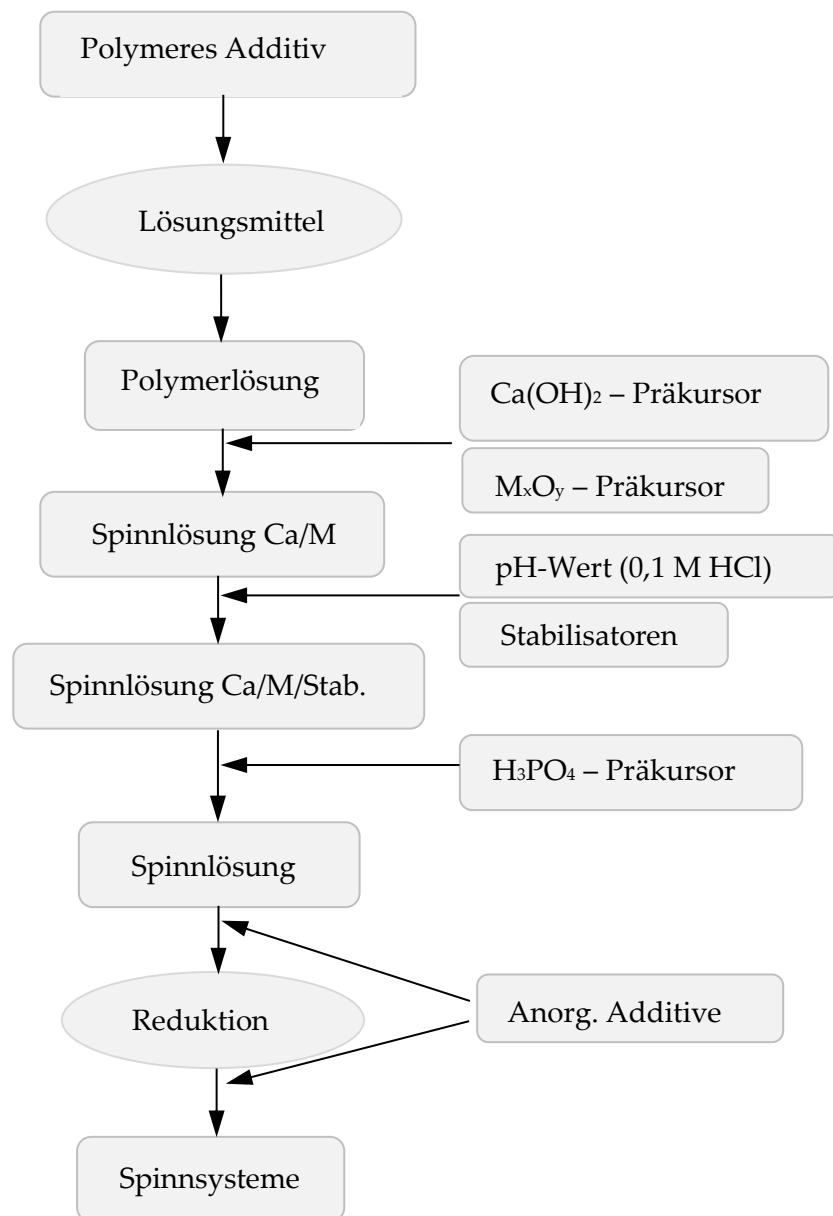 Polymeres Additiv
Lösungsmittel
Polymerlösung
Ca(OH)₂ – Präkursor
MₓOᵧ – Präkursor
Spinnlösung Ca/M
pH-Wert (0,1 M HCl)
Stabilisatoren
Spinnlösung Ca/M/Stab.
H₃PO₄ – Präkursor
Spinnlösung
Reduktion
Anorg. Additive
Spinnsysteme